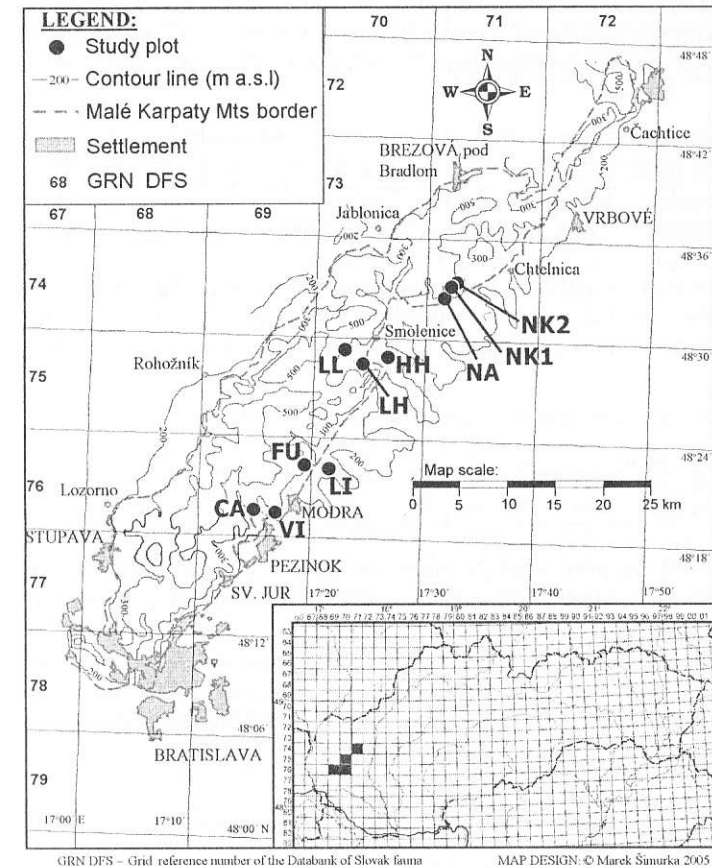 LEGEND:
Study plot
200 Contour line (m a.s.l)
Malé Karpaty Mts border
Settlement
68 GRN DFS
70 71 72
67 68 69
72
73
74
75
76
77
78
79
N
W E
S
48°48'
48°42'
48°36'
48°30'
48°24'
48°18'
48°12'
48°06'
48°00' N
17°00' E
17°10'
17°20'
17°30'
17°40'
17°50'
Čachtice
BREZOVÁ pod
Bradlom
VRBOVÉ
Jablonica
Chtelnica
Smolenice
Rohožník
Lozorno
STUPAVA
MODRA
PEZINOK
SV. JUR
BRATISLAVA
NK2
NK1
NA
HH
LL
LH
FU
LI
CA
VI
500
300
200
Map scale:
0 5 10 15 20 25
km
GRN DFS – Grid reference number of the Databank of Slovak fauna
MAP DESIGN: © Marek Šimurka 2005